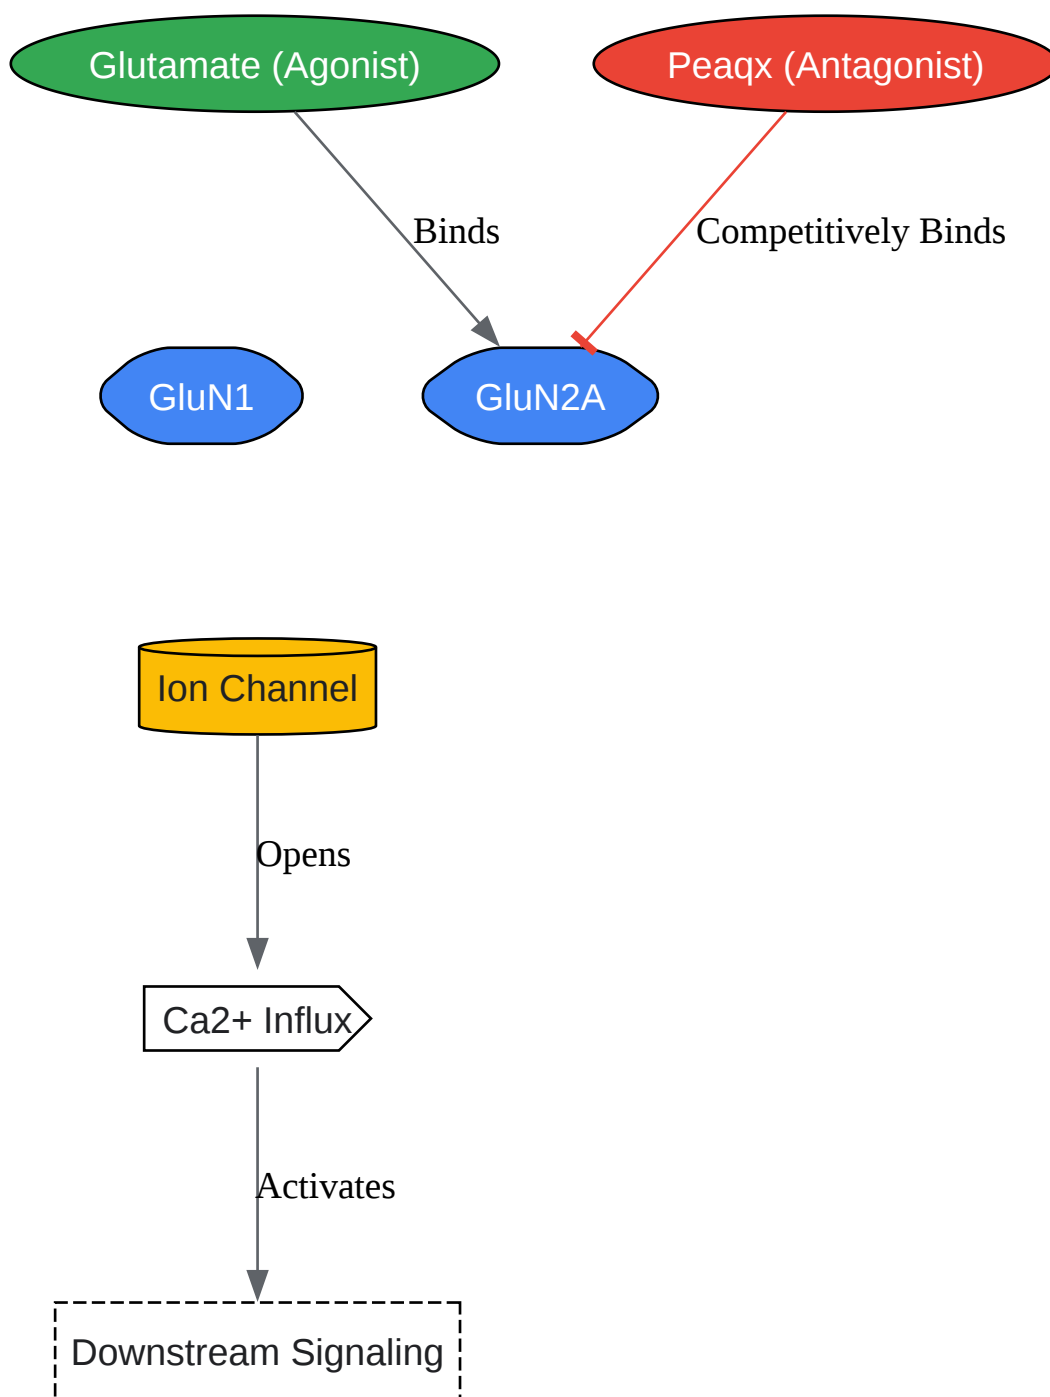 Glutamate (Agonist)
Peaqx (Antagonist)
Binds
Competitively Binds
GluN1
GluN2A
Ion Channel
Opens
Ca2+ Influx
Activates
Downstream Signaling